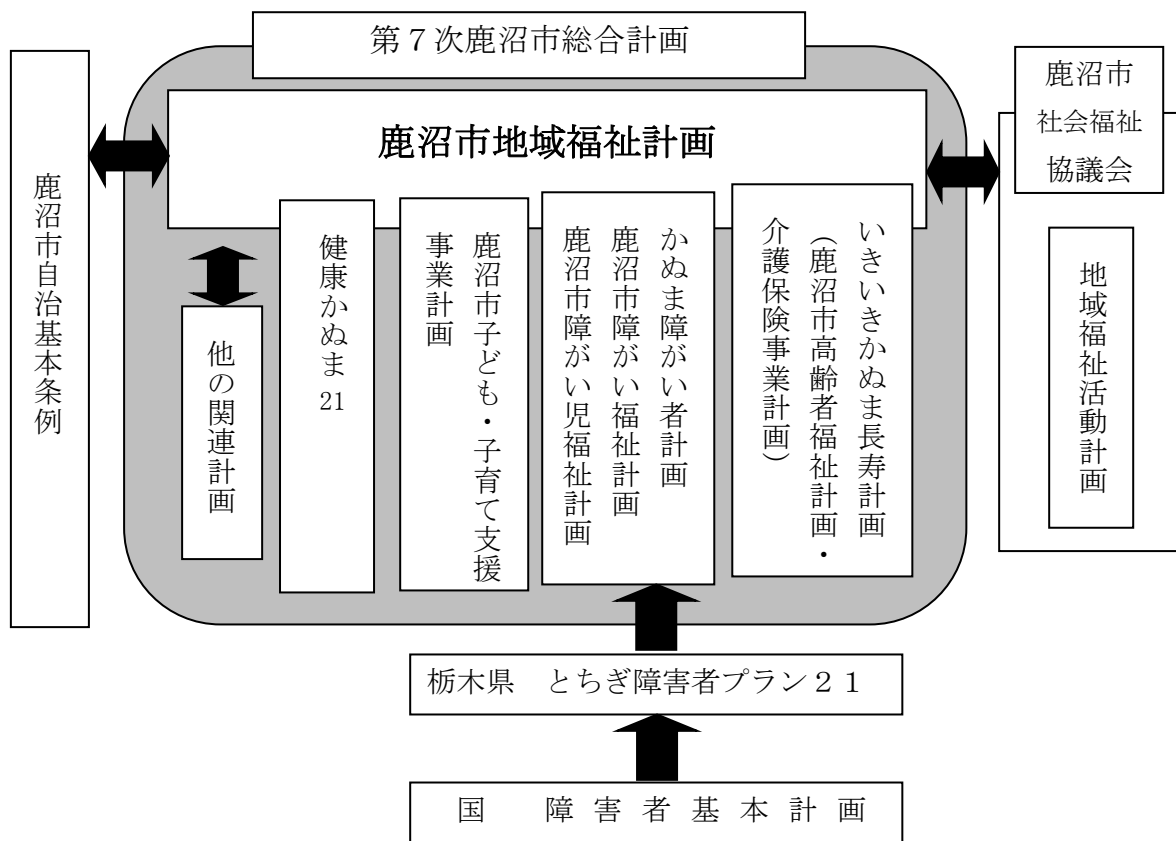 第７次鹿沼市総合計画
鹿沼市地域福祉計画
鹿沼市自治基本条例
鹿沼市
社会福祉
協議会
地域福祉活動計画
いきいきかぬま長寿計画
（鹿沼市高齢者福祉計画・
介護保険事業計画）
かぬま障がい者計画
鹿沼市障がい福祉計画
鹿沼市障がい児福祉計画
鹿沼市子ども・子育て支援
事業計画
健康かぬま21
他の関連計画
栃木県　とちぎ障害者プラン２１
国　障害者基本計画